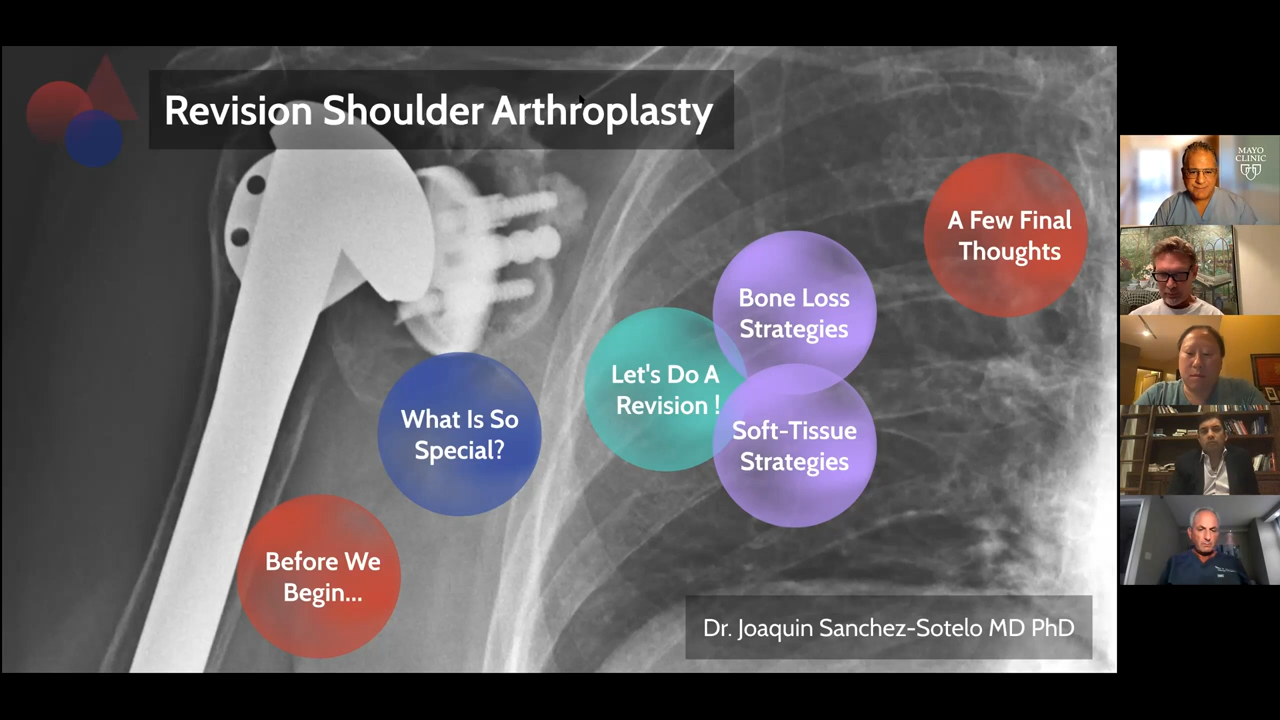 Revision Shoulder Arthroplasty
A Few Final
Thoughts
Bone Loss
Strategies
Let's Do A
Revision !
Soft-Tissue
Strategies
What Is So
Special?
Before We
Begin...
Dr. Joaquin Sanchez-Sotelo MD PhD
MAYO
CLINIC